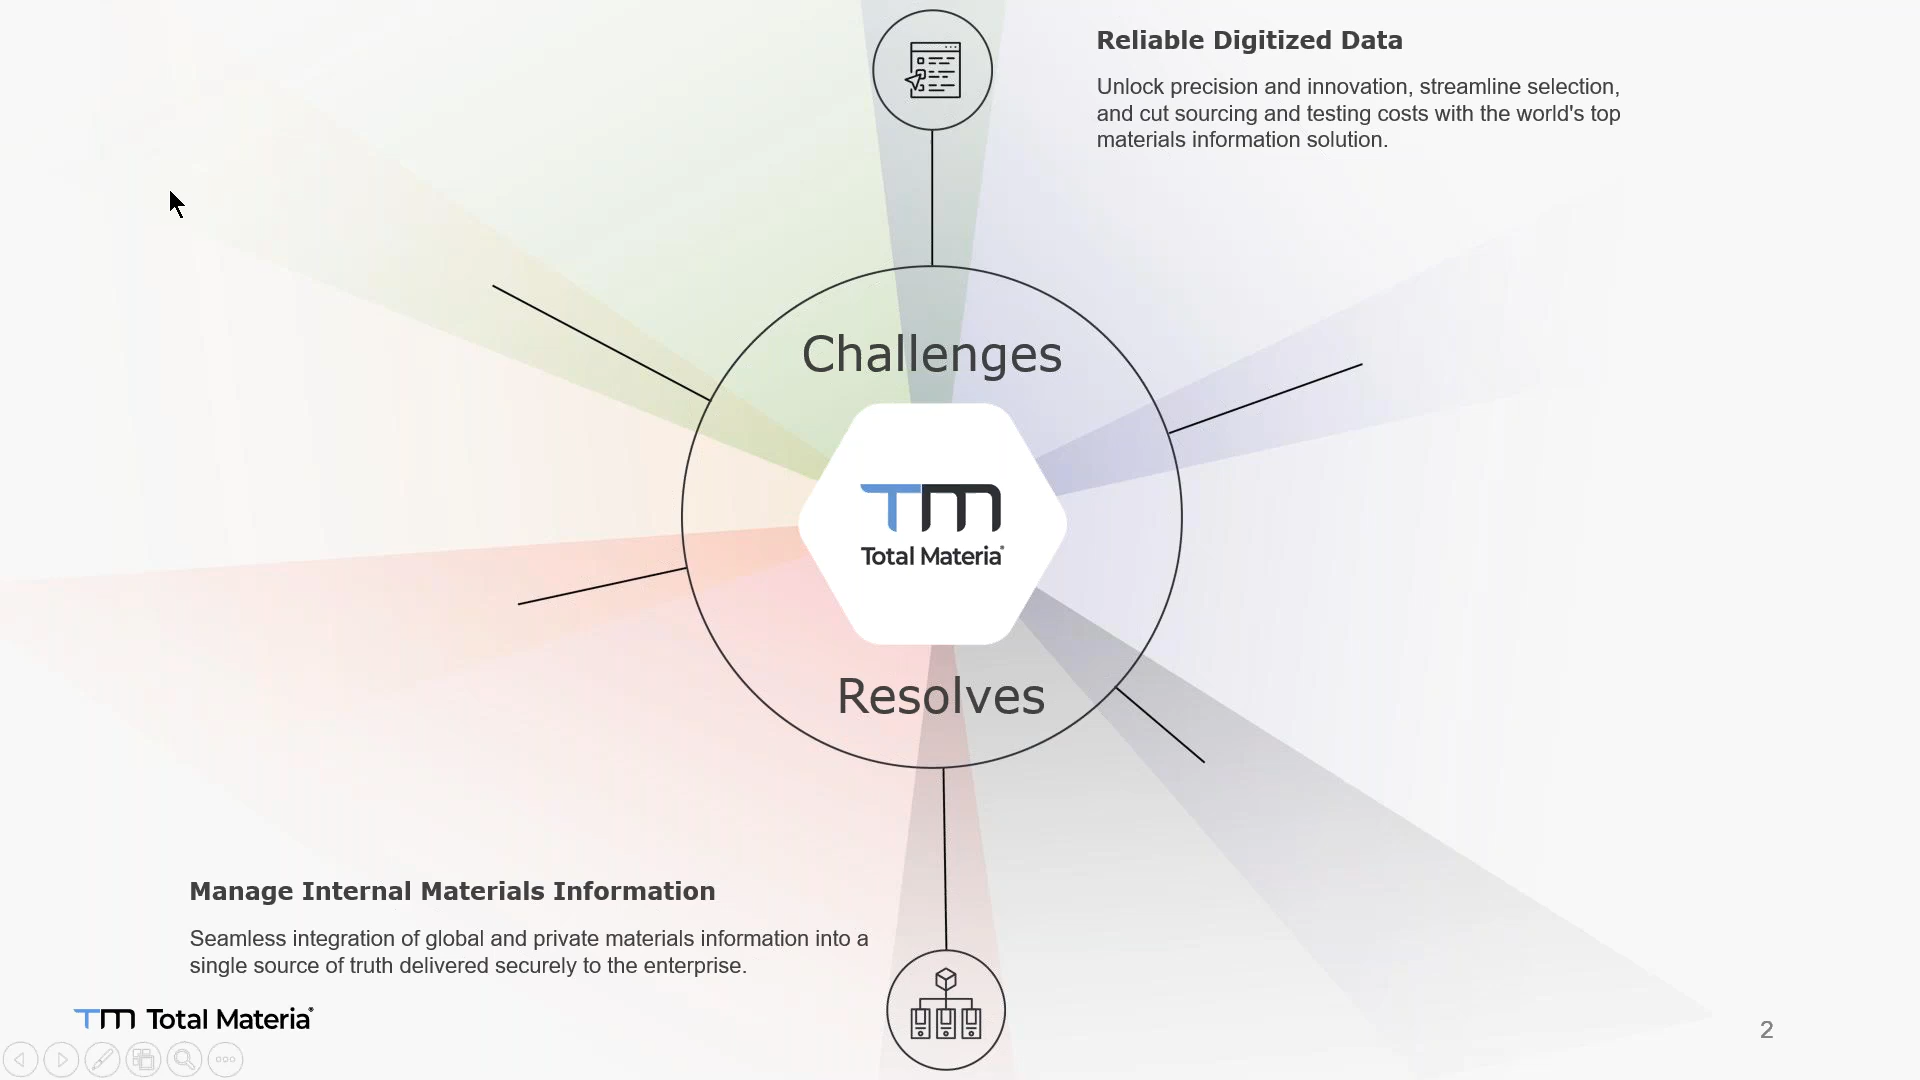 Reliable Digitized Data
Unlock precision and innovation, streamline selection,
and cut sourcing and testing costs with the world's top
materials information solution.
Challenges
TM
Total Materia®
Resolves
Manage Internal Materials Information
Seamless integration of global and private materials information into a
single source of truth delivered securely to the enterprise.
TM Total Materia®
2